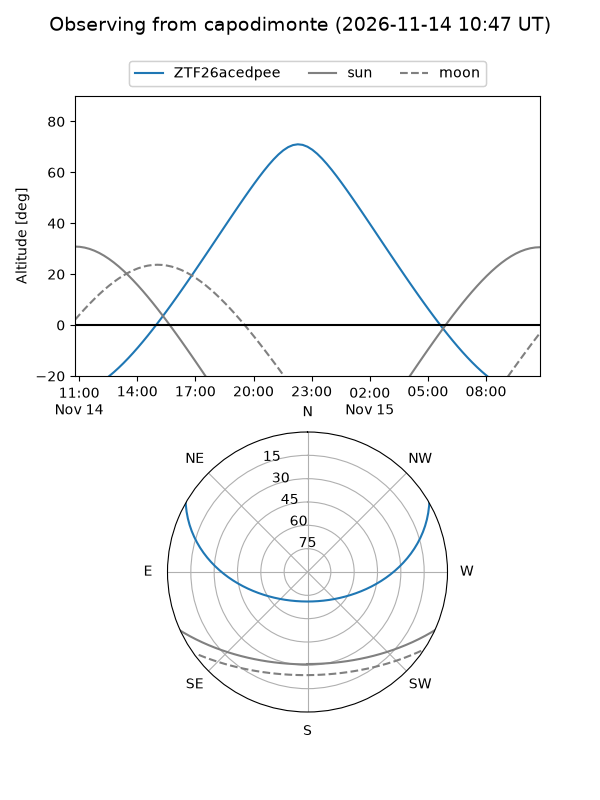 Observing from capodimonte (2026-11-14 10:47 UT)
ZTF26acedpee sun moon
Altitude [deg]
80
60
40
20
0
−20
11:00 14:00 17:00 20:00 23:00 02:00 05:00 08:00
Nov 14 Nov 15
N
NE NW
15
30
45
60
75
E W
SE SW
S